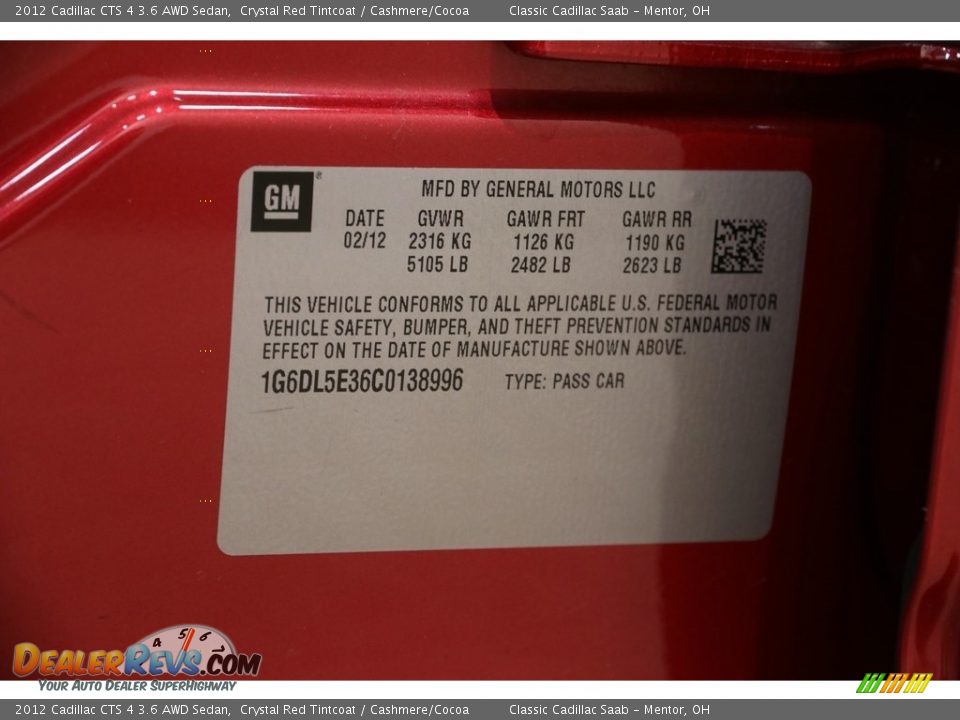 2012 Cadillac CTS 4 3.6 AWD Sedan, Crystal Red Tintcoat / Cashmere/Cocoa Classic Cadillac Saab – Mentor, OH
GM ®
MFD BY GENERAL MOTORS LLC
DATE GVWR GAWR FRT GAWR RR
02/12 2316 KG 1126 KG 1190 KG
5105 LB 2482 LB 2623 LB
THIS VEHICLE CONFORMS TO ALL APPLICABLE U.S. FEDERAL MOTOR
VEHICLE SAFETY, BUMPER, AND THEFT PREVENTION STANDARDS IN
EFFECT ON THE DATE OF MANUFACTURE SHOWN ABOVE.
1G6DL5E36C0138996 TYPE: PASS CAR
4 5 6
DEALERREVS.COM
YOUR AUTO DEALER SUPERHIGHWAY
2012 Cadillac CTS 4 3.6 AWD Sedan, Crystal Red Tintcoat / Cashmere/Cocoa Classic Cadillac Saab – Mentor, OH